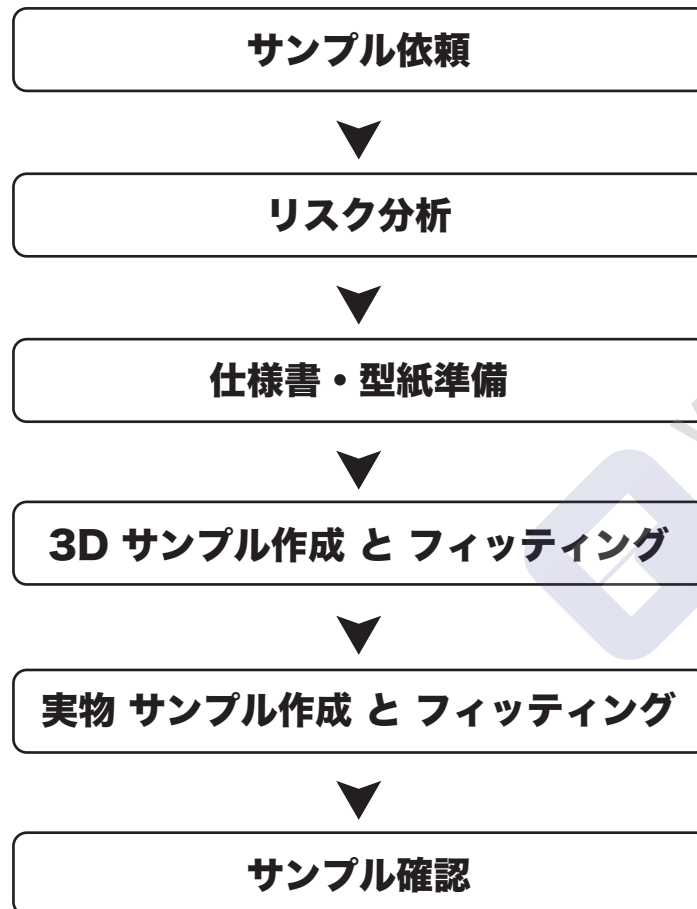 サンプル依頼
リスク分析
仕様書・型紙準備
3D サンプル作成 と フィッティング
実物 サンプル作成 と フィッティング
サンプル確認